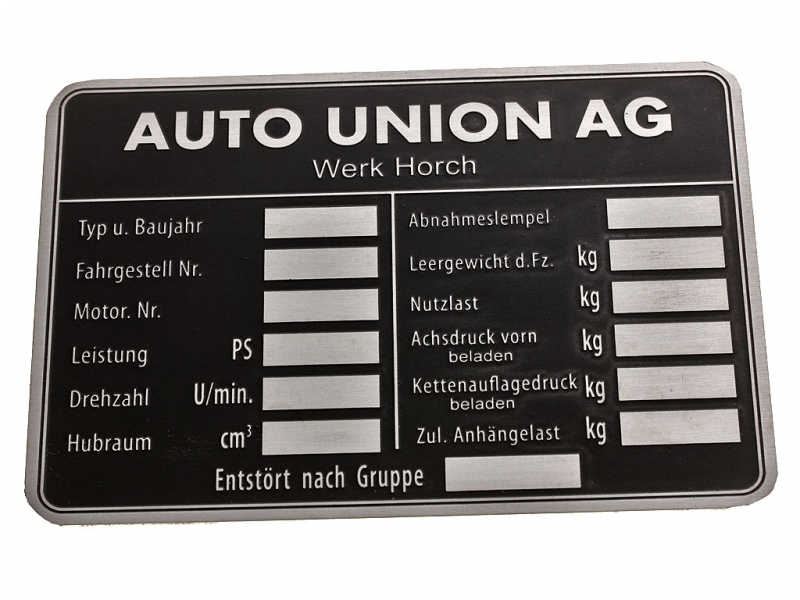 AUTO UNION AG
Werk Horch
Typ u. Baujahr
Fahrgestell Nr.
Motor. Nr.
Leistung PS
Drehzahl U/min.
Hubraum cm³
Abnahmeslempel
Leergewicht d.Fz. kg
Nutzlast kg
Achsdruck vorn kg
beladen
Kettenauflagedruck kg
beladen
Zul. Anhängelast kg
Entstört nach Gruppe